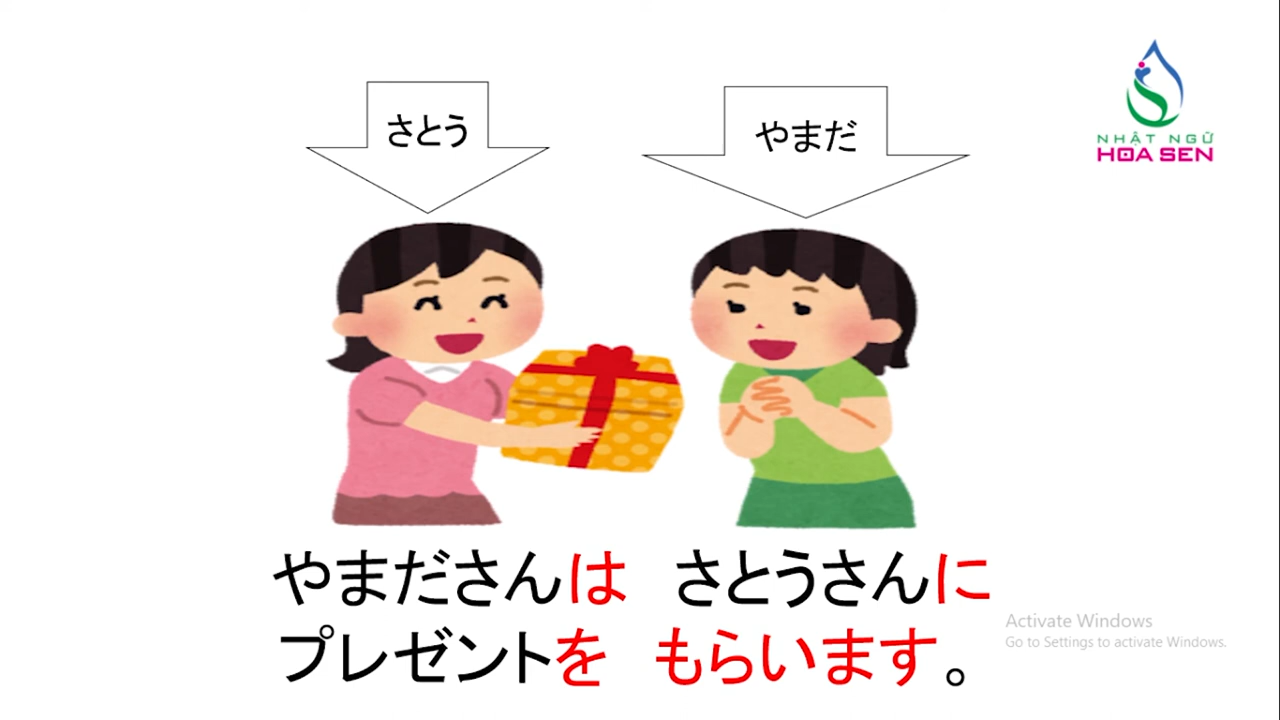 さとう
やまだ
NHẬT NGỮ
HOA SEN
やまださんは さとうさんに
プレゼントを もらいます。
Activate Windows
Go to Settings to activate Windows.